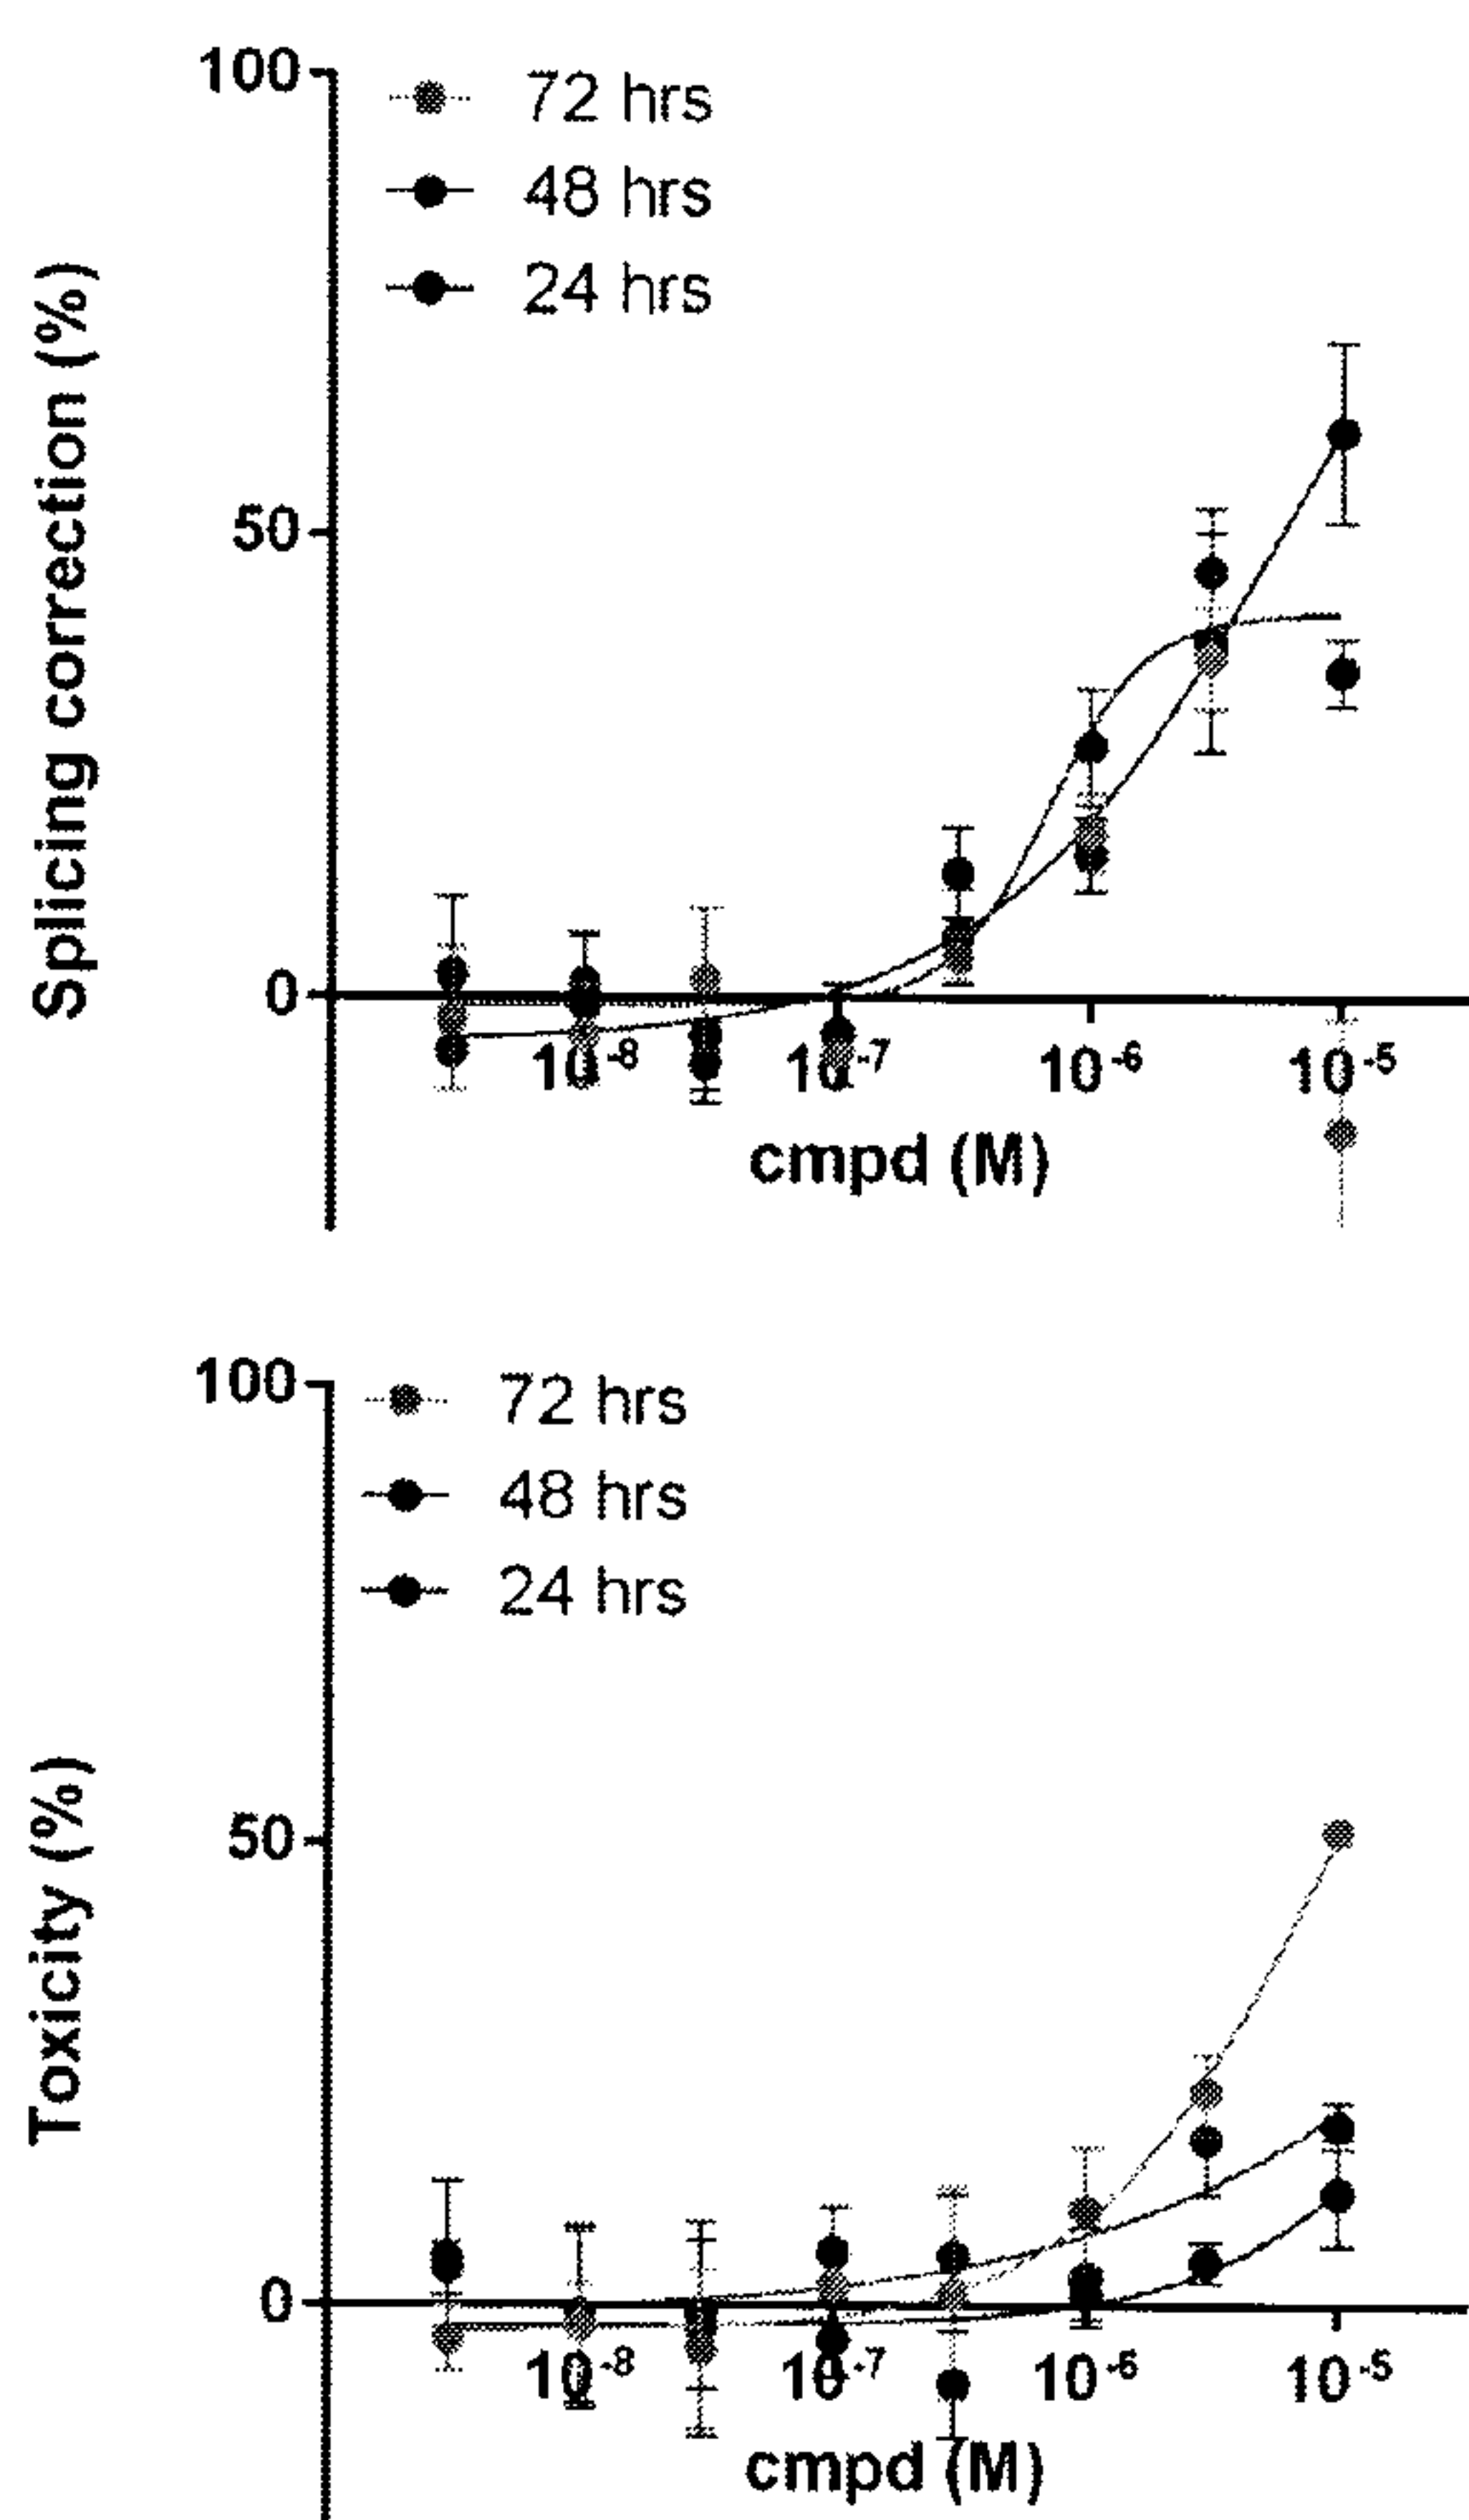 100
72 hrs
48 hrs
24 hrs
Splicing correction (%)
50
0
10-8
10-7
10-6
10-5
cmpd (M)
100
72 hrs
48 hrs
24 hrs
Toxicity (%)
50
0
10-8
10-7
10-6
10-5
cmpd (M)